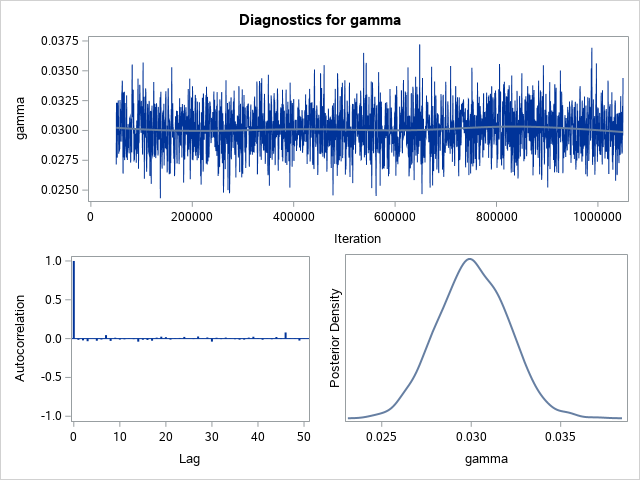 Diagnostics for gamma
0.0375
0.0350
0.0325
0.0300
0.0275
0.0250
gamma
0 200000 400000 600000 800000 1000000
Iteration
1.0
0.5
0.0
-0.5
-1.0
Autocorrelation
0 10 20 30 40 50
Lag
Posterior Density
0.025 0.030 0.035
gamma